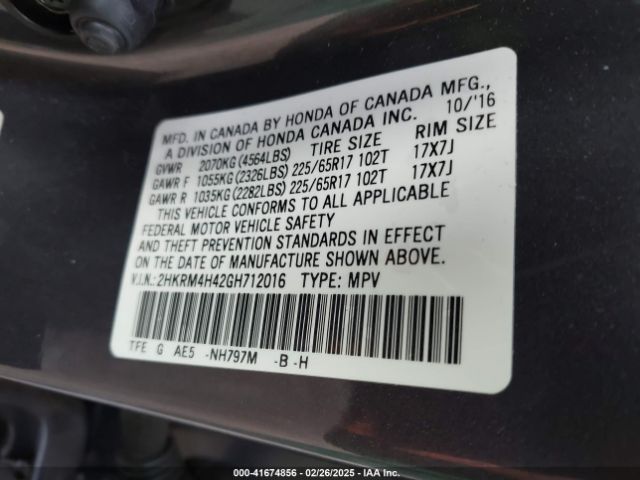 MFD. IN CANADA BY HONDA OF CANADA MFG.,
A DIVISION OF HONDA CANADA INC. 10/'16
GVWR 2070KG(4564LBS) TIRE SIZE RIM SIZE
GAWR F 1055KG(2326LBS) 225/65R17 102T 17X7J
GAWR R 1035KG(2282LBS) 225/65R17 102T 17X7J
THIS VEHICLE CONFORMS TO ALL APPLICABLE
FEDERAL MOTOR VEHICLE SAFETY
AND THEFT PREVENTION STANDARDS IN EFFECT
ON THE DATE OF MANUFACTURE SHOWN ABOVE.
V.I.N.: 2HKRM4H42GH712016 TYPE: MPV
TFE G AE5 -NH797M -B -H
000-41674856 - 02/26/2025 - IAA Inc.